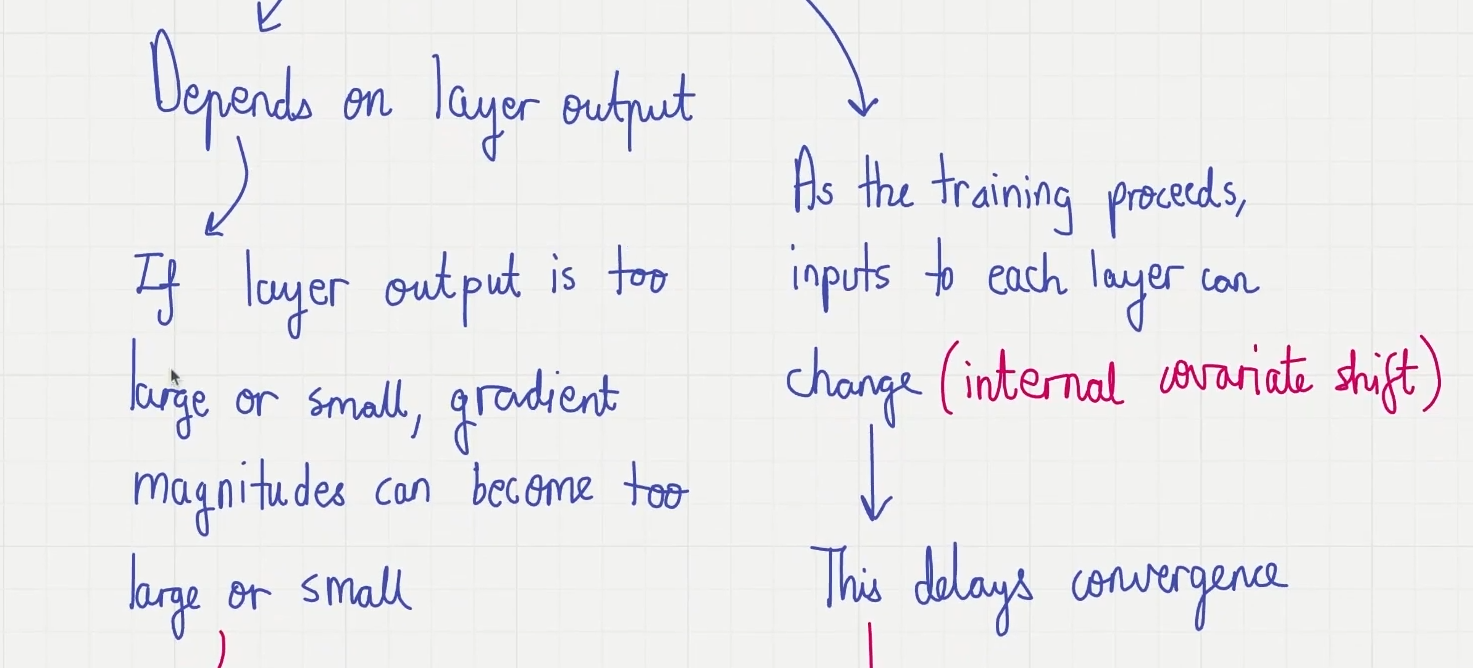 Depends on layer output
If layer output is too
large or small, gradient
magnitudes can become too
large or small
As the training proceeds,
inputs to each layer can
change (internal covariate shift)
This delays convergence